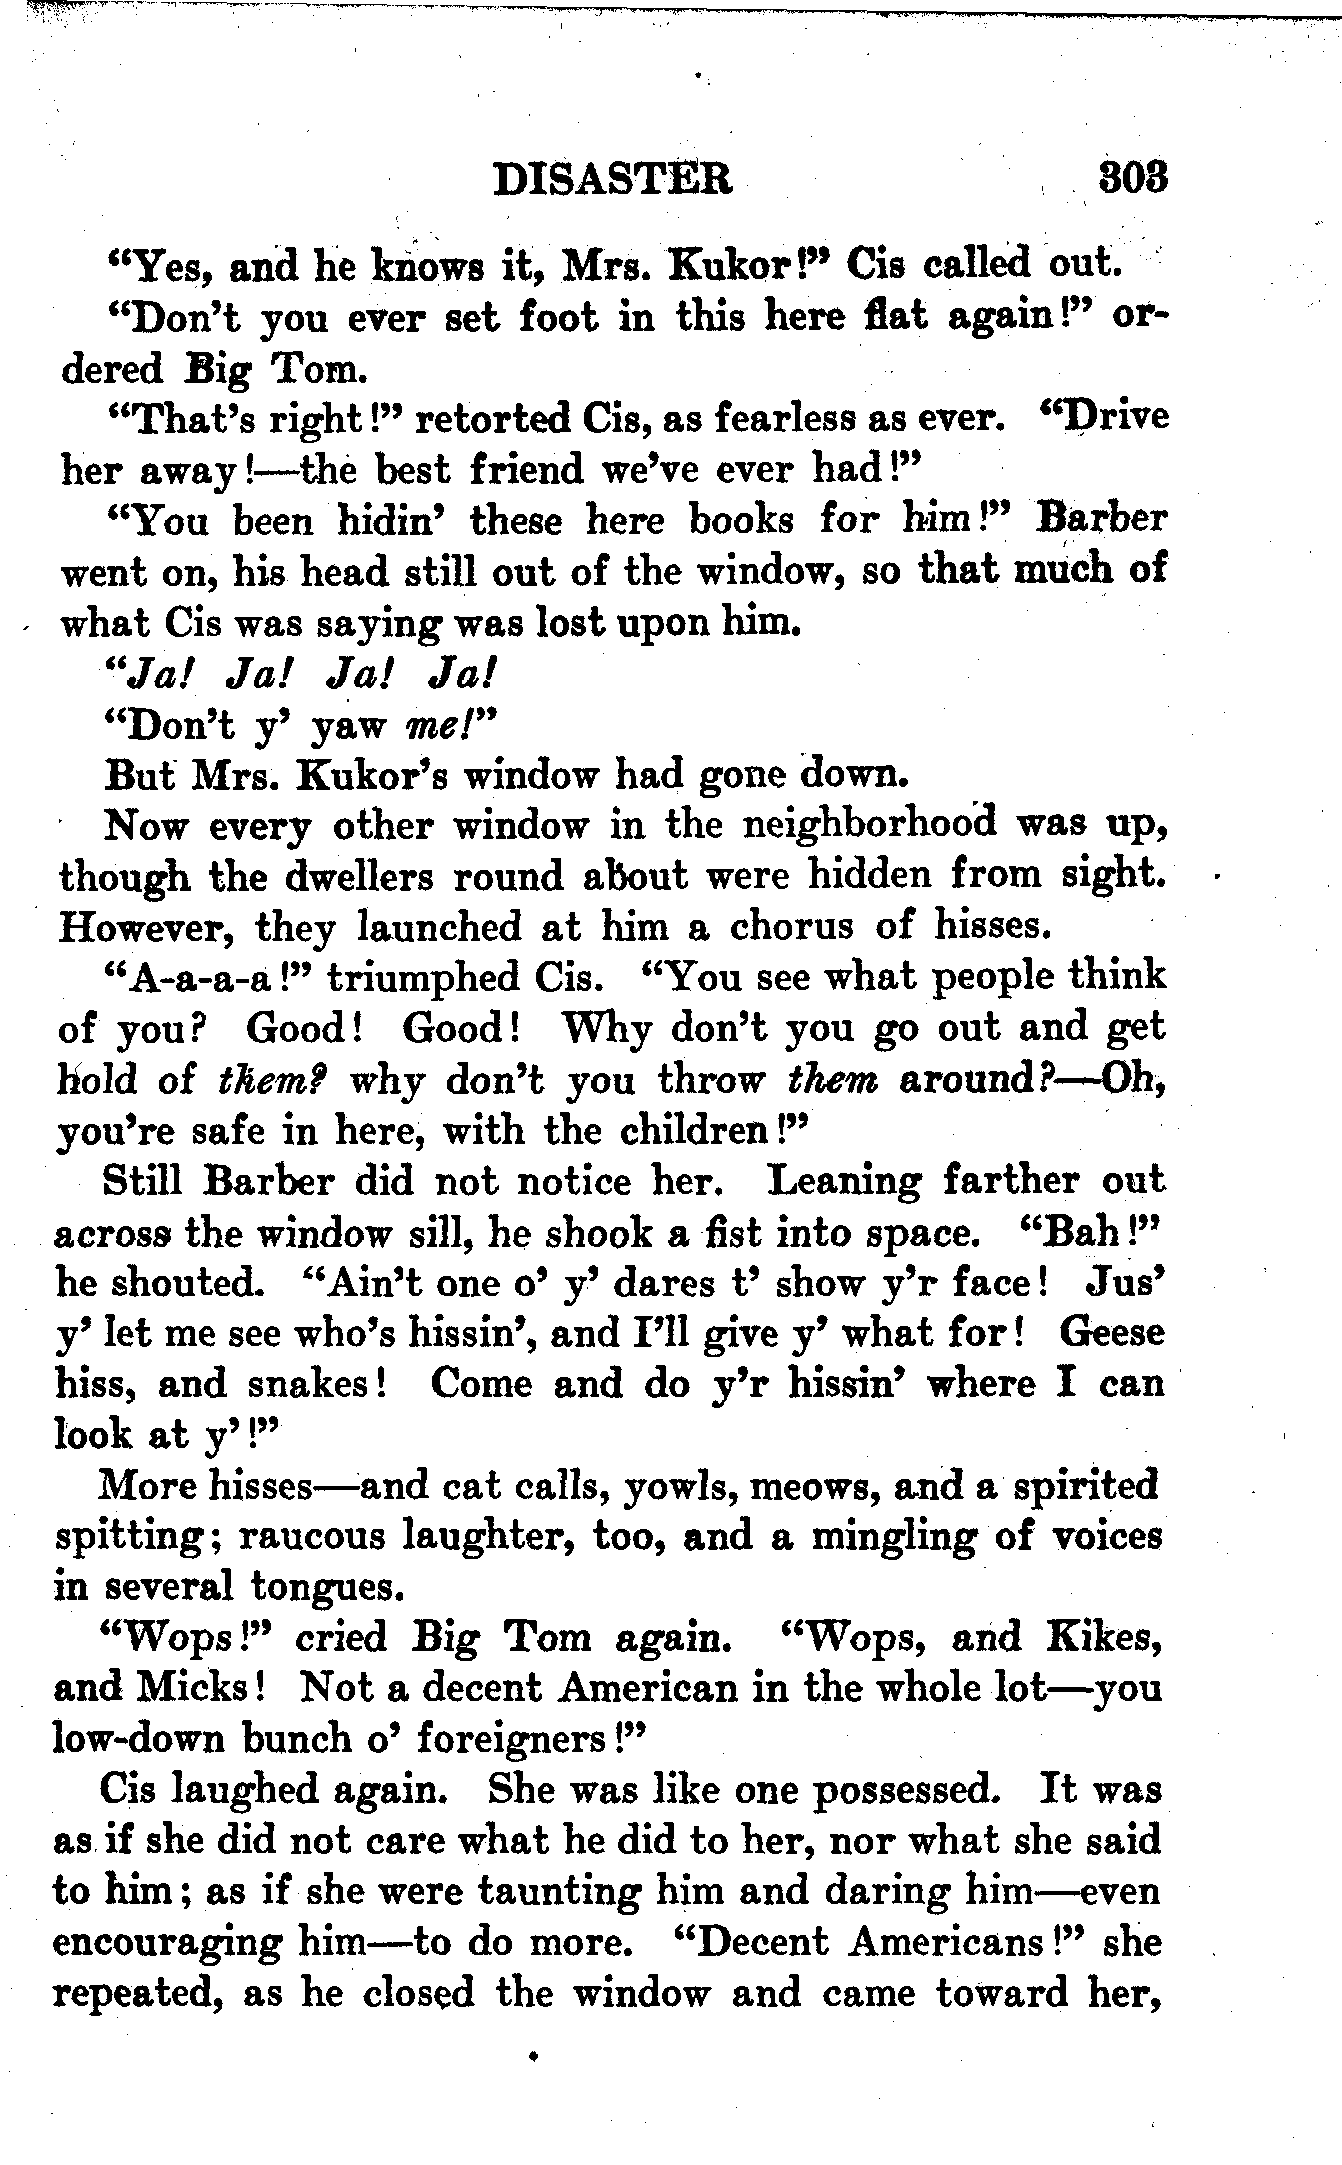 DISASTER 303
“Yes, and he knows it, Mrs. Kukor!” Cis called out.
“Don’t you ever set foot in this here flat again!” or-
dered Big Tom.
“That’s right!” retorted Cis, as fearless as ever. “Drive
her away!—the best friend we’ve ever had!”
“You been hidin’ these here books for him!” Barber
went on, his head still out of the window, so that much of
what Cis was saying was lost upon him.
“Ja! Ja! Ja! Ja!
“Don’t y’ yaw me!”
But Mrs. Kukor’s window had gone down.
Now every other window in the neighborhood was up,
though the dwellers round about were hidden from sight.
However, they launched at him a chorus of hisses.
“A-a-a-a!” triumphed Cis. “You see what people think
of you? Good! Good! Why don’t you go out and get
hold of them? why don’t you throw them around?—Oh,
you’re safe in here, with the children!”
Still Barber did not notice her. Leaning farther out
across the window sill, he shook a fist into space. “Bah!”
he shouted. “Ain’t one o’ y’ dares t’ show y’r face! Jus’
y’ let me see who’s hissin’, and I’ll give y’ what for! Geese
hiss, and snakes! Come and do y’r hissin’ where I can
look at y’!”
More hisses—and cat calls, yowls, meows, and a spirited
spitting; raucous laughter, too, and a mingling of voices
in several tongues.
“Wops!” cried Big Tom again. “Wops, and Kikes,
and Micks! Not a decent American in the whole lot—you
low-down bunch o’ foreigners!”
Cis laughed again. She was like one possessed. It was
as if she did not care what he did to her, nor what she said
to him; as if she were taunting him and daring him—even
encouraging him—to do more. “Decent Americans!” she
repeated, as he closed the window and came toward her,